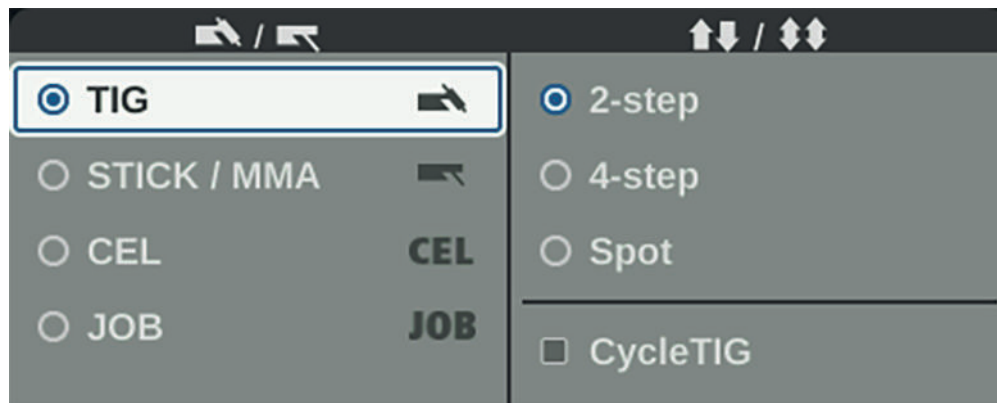 /
/
TIG
STICK / MMA
CEL CEL
JOB JOB
2-step
4-step
Spot
CycleTIG